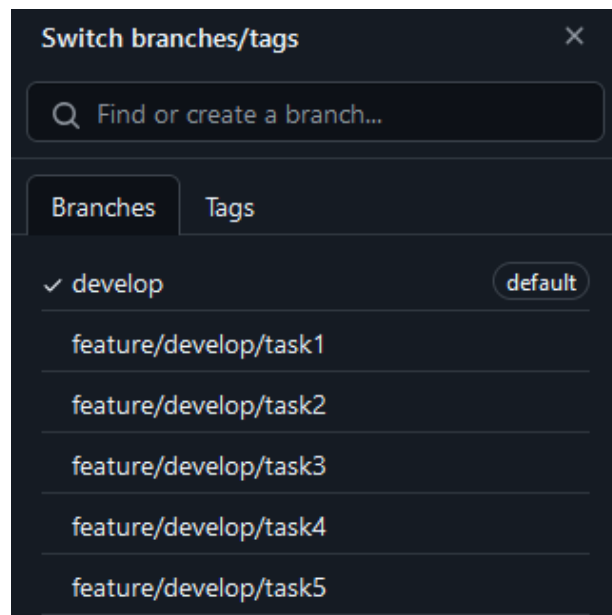 Switch branches/tags
Find or create a branch...
Branches Tags
develop default
feature/develop/task1
feature/develop/task2
feature/develop/task3
feature/develop/task4
feature/develop/task5